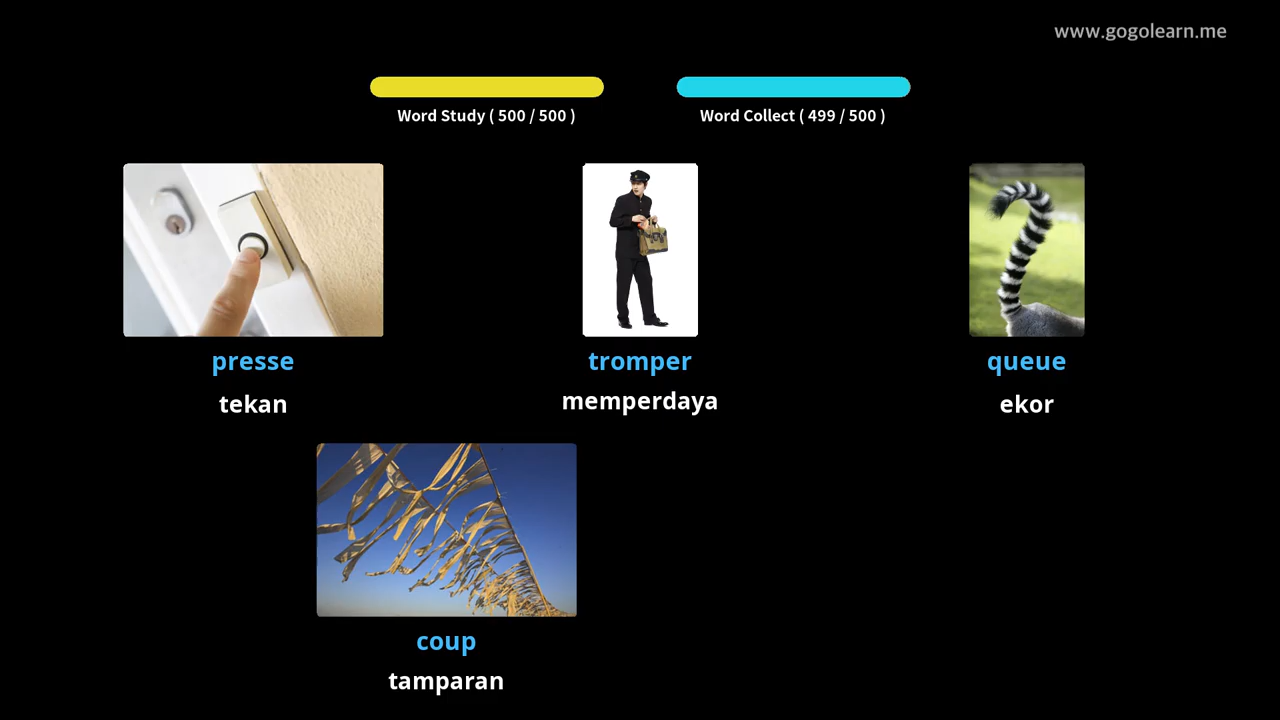 www.gogolearn.me
Word Study ( 500 / 500 )
Word Collect ( 499 / 500 )
presse
tekan
tromper
memperdaya
queue
ekor
coup
tamparan